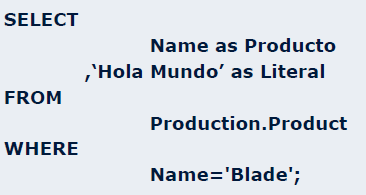 SELECT
Name as Producto
,‘Hola Mundo’ as Literal
FROM
Production.Product
WHERE
Name='Blade';